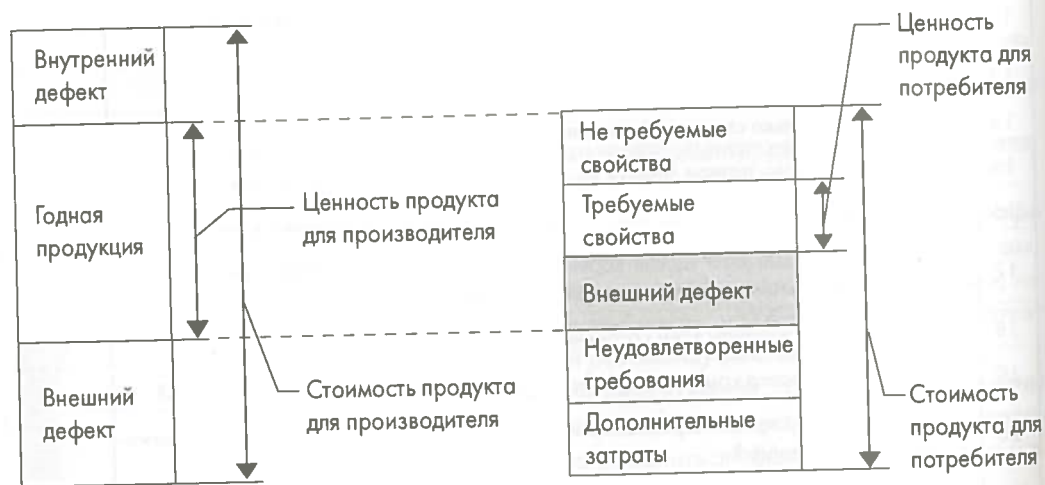 Внутренний
дефект
Годная
продукция
Внешний
дефект
Ценность продукта
для производителя
Стоимость продукта
для производителя
Не требуемые
свойства
Требуемые
свойства
Внешний дефект
Неудовлетворенные
требования
Дополнительные
затраты
Ценность
продукта для
потребителя
Стоимость
продукта для
потребителя